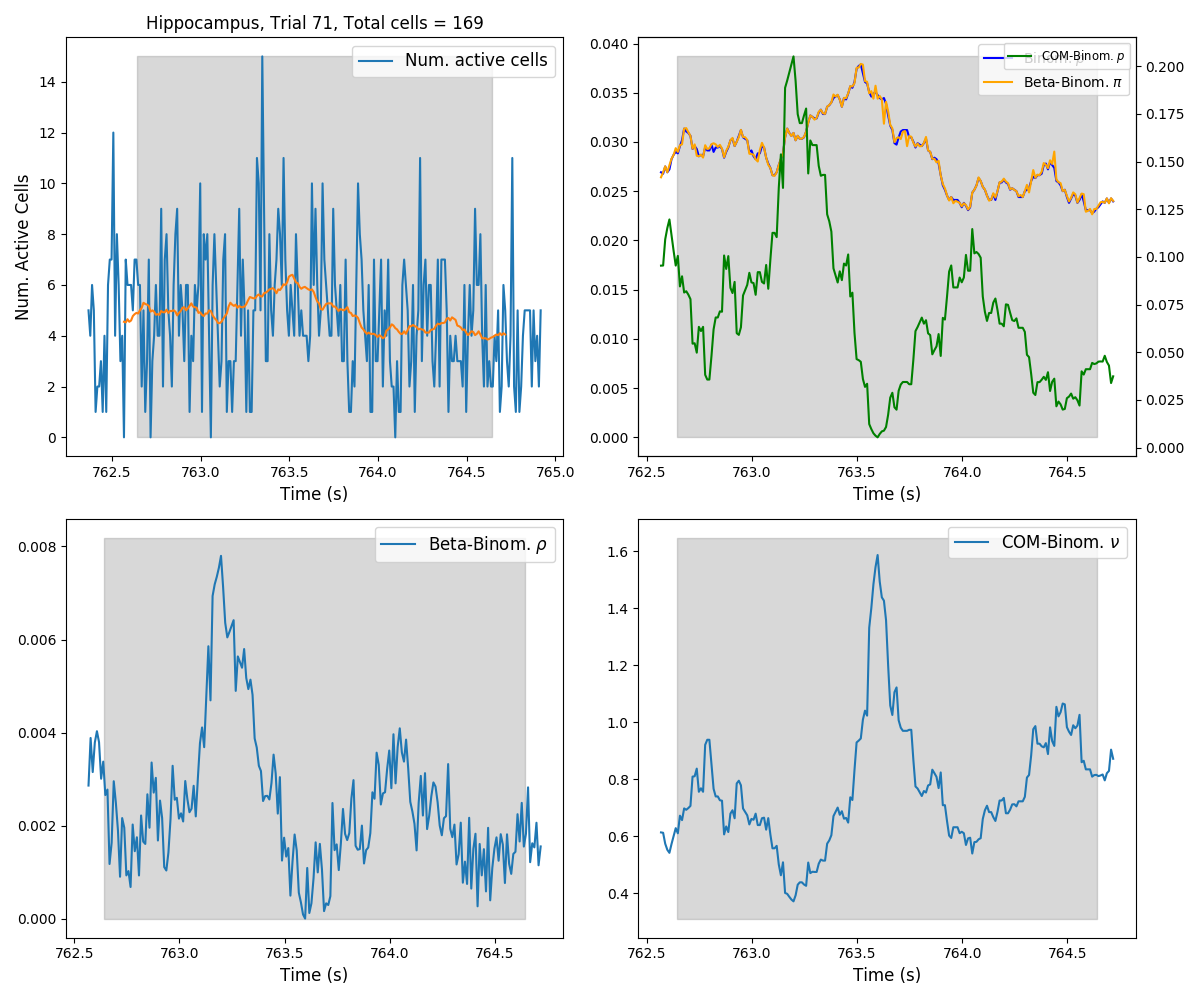 Hippocampus, Trial 71, Total cells = 169
Num. active cells
Num. Active Cells
14
12
10
8
6
4
2
0
762.5 763.0 763.5 764.0 764.5 765.0
Time (s)
COM-Binom. p
Binom. p
Beta-Binom. π
0.040
0.035
0.030
0.025
0.020
0.015
0.010
0.005
0.000
0.200
0.175
0.150
0.125
0.100
0.075
0.050
0.025
0.000
762.5 763.0 763.5 764.0 764.5
Time (s)
Beta-Binom. ρ
0.008
0.006
0.004
0.002
0.000
762.5 763.0 763.5 764.0 764.5
Time (s)
COM-Binom. ν
1.6
1.4
1.2
1.0
0.8
0.6
0.4
762.5 763.0 763.5 764.0 764.5
Time (s)